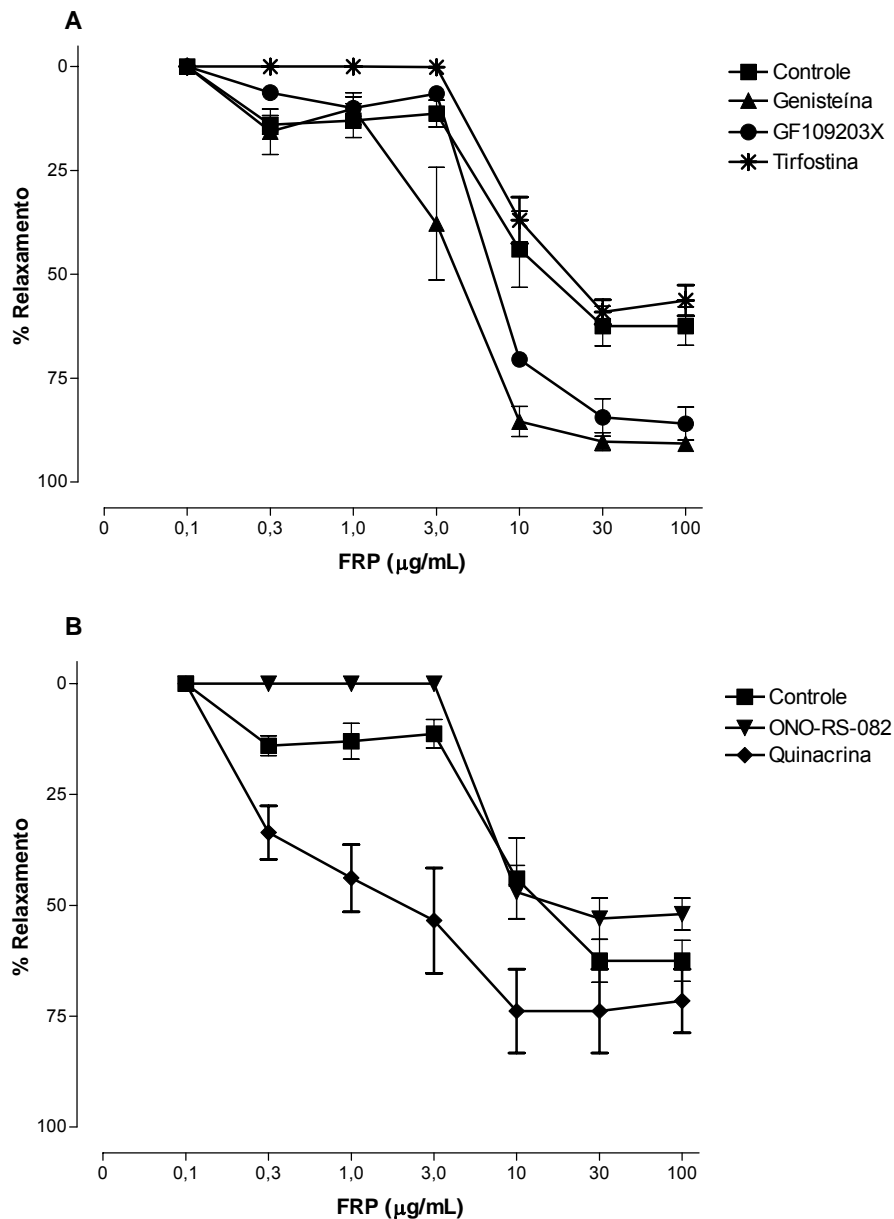 A
0
25
50
75
100
% Relaxamento
0 0,1 0,3 1,0 3,0 10 30 100
FRP (μg/mL)
Controle
Genisteína
GF109203X
Tirfostina
B
0
25
50
75
100
% Relaxamento
0 0,1 0,3 1,0 3,0 10 30 100
FRP (μg/mL)
Controle
ONO-RS-082
Quinacrina